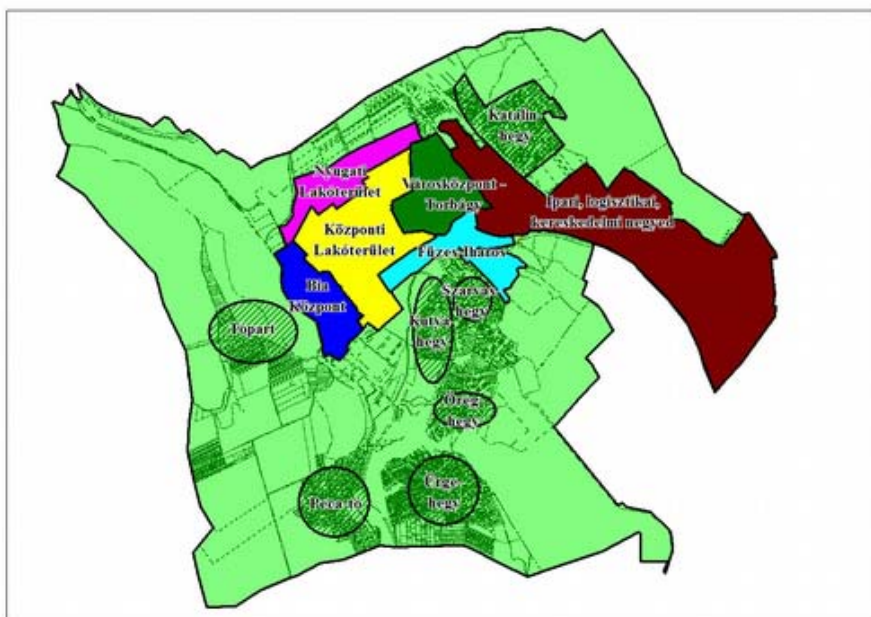 Katalin
hegy
Nyugati
Lakóterület
Városközpont -
Torbágy
Ipari, logisztikai,
kereskedelmi negyed
Központi
Lakóterület
Füzes-Iharos
Bia
Központ
Szarvas
hegy
Tópart
Kutya
hegy
Öreg
hegy
Peca-tó
Ürge-
hegy